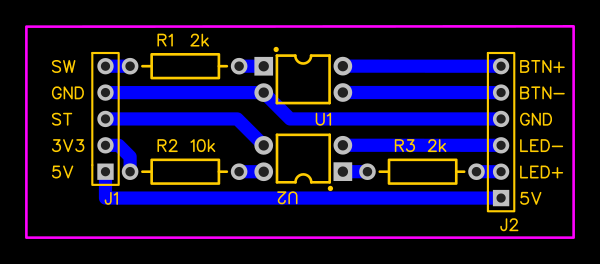 R1 2k
SW
GND
ST
3V3
5V
J1
U1
R2 10k
U2
R3 2k
BTN+
BTN−
GND
LED−
LED+
5V
J2